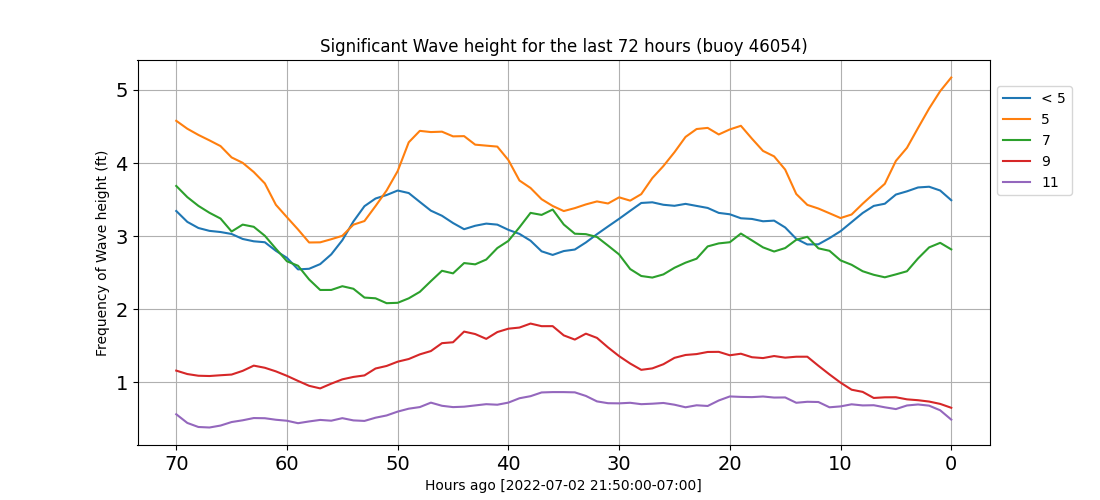 Significant Wave height for the last 72 hours (buoy 46054)
Frequency of Wave height (ft)
5
4
3
2
1
70 60 50 40 30 20 10 0
Hours ago [2022-07-02 21:50:00-07:00]
< 5
5
7
9
11